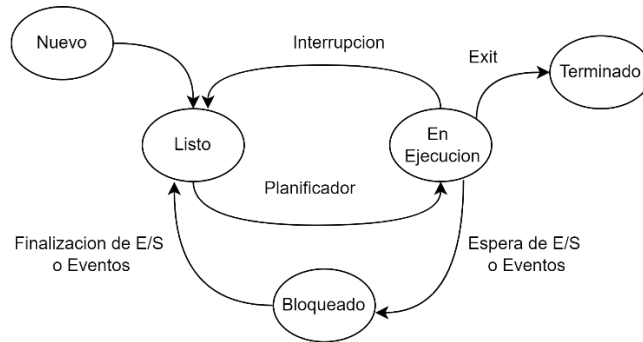 Nuevo
Interrupcion
Exit
Terminado
Listo
En
Ejecucion
Planificador
Finalizacion de E/S
o Eventos
Espera de E/S
o Eventos
Bloqueado